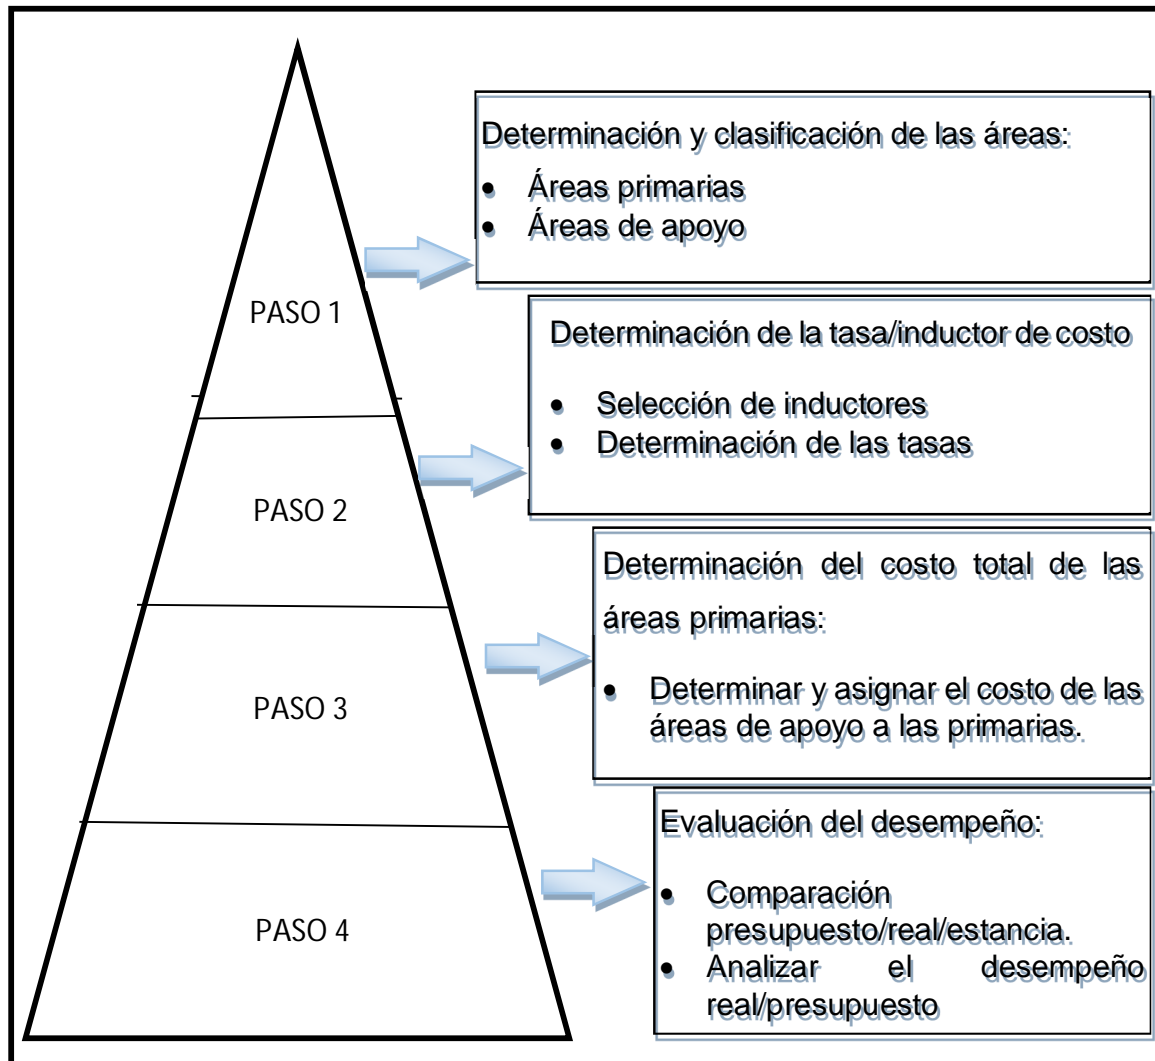 PASO 1
Determinación y clasificación de las áreas:
• Áreas primarias
• Áreas de apoyo
PASO 2
Determinación de la tasa/inductor de costo
• Selección de inductores
• Determinación de las tasas
PASO 3
Determinación del costo total de las
áreas primarias:
• Determinar y asignar el costo de las
áreas de apoyo a las primarias.
PASO 4
Evaluación del desempeño:
• Comparación
presupuesto/real/estancia.
• Analizar el desempeño
real/presupuesto